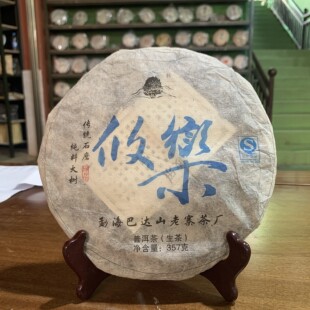 攸樂
传统石磨
纯料大树
勐海巴达山老寨茶厂
普洱茶（生茶）
净含量：357克